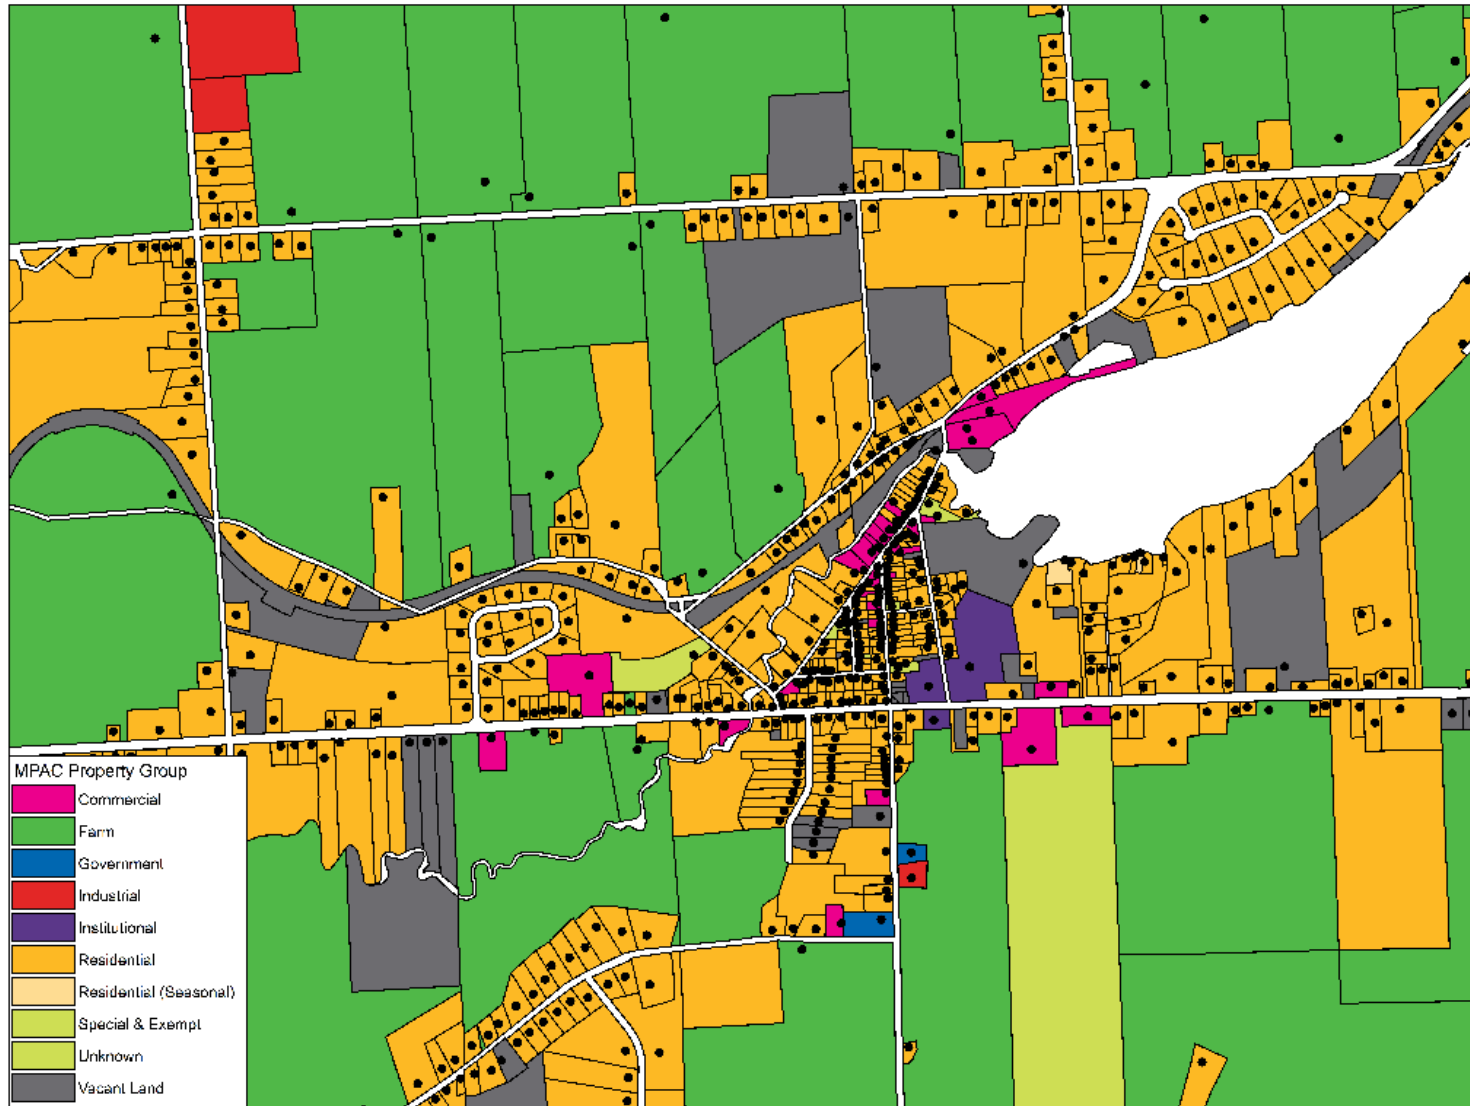 MPAC Property Group
Commercial
Farm
Government
Industrial
Institutional
Residential
Residential (Seasonal)
Special & Exempt
Unknown
Vacant Land